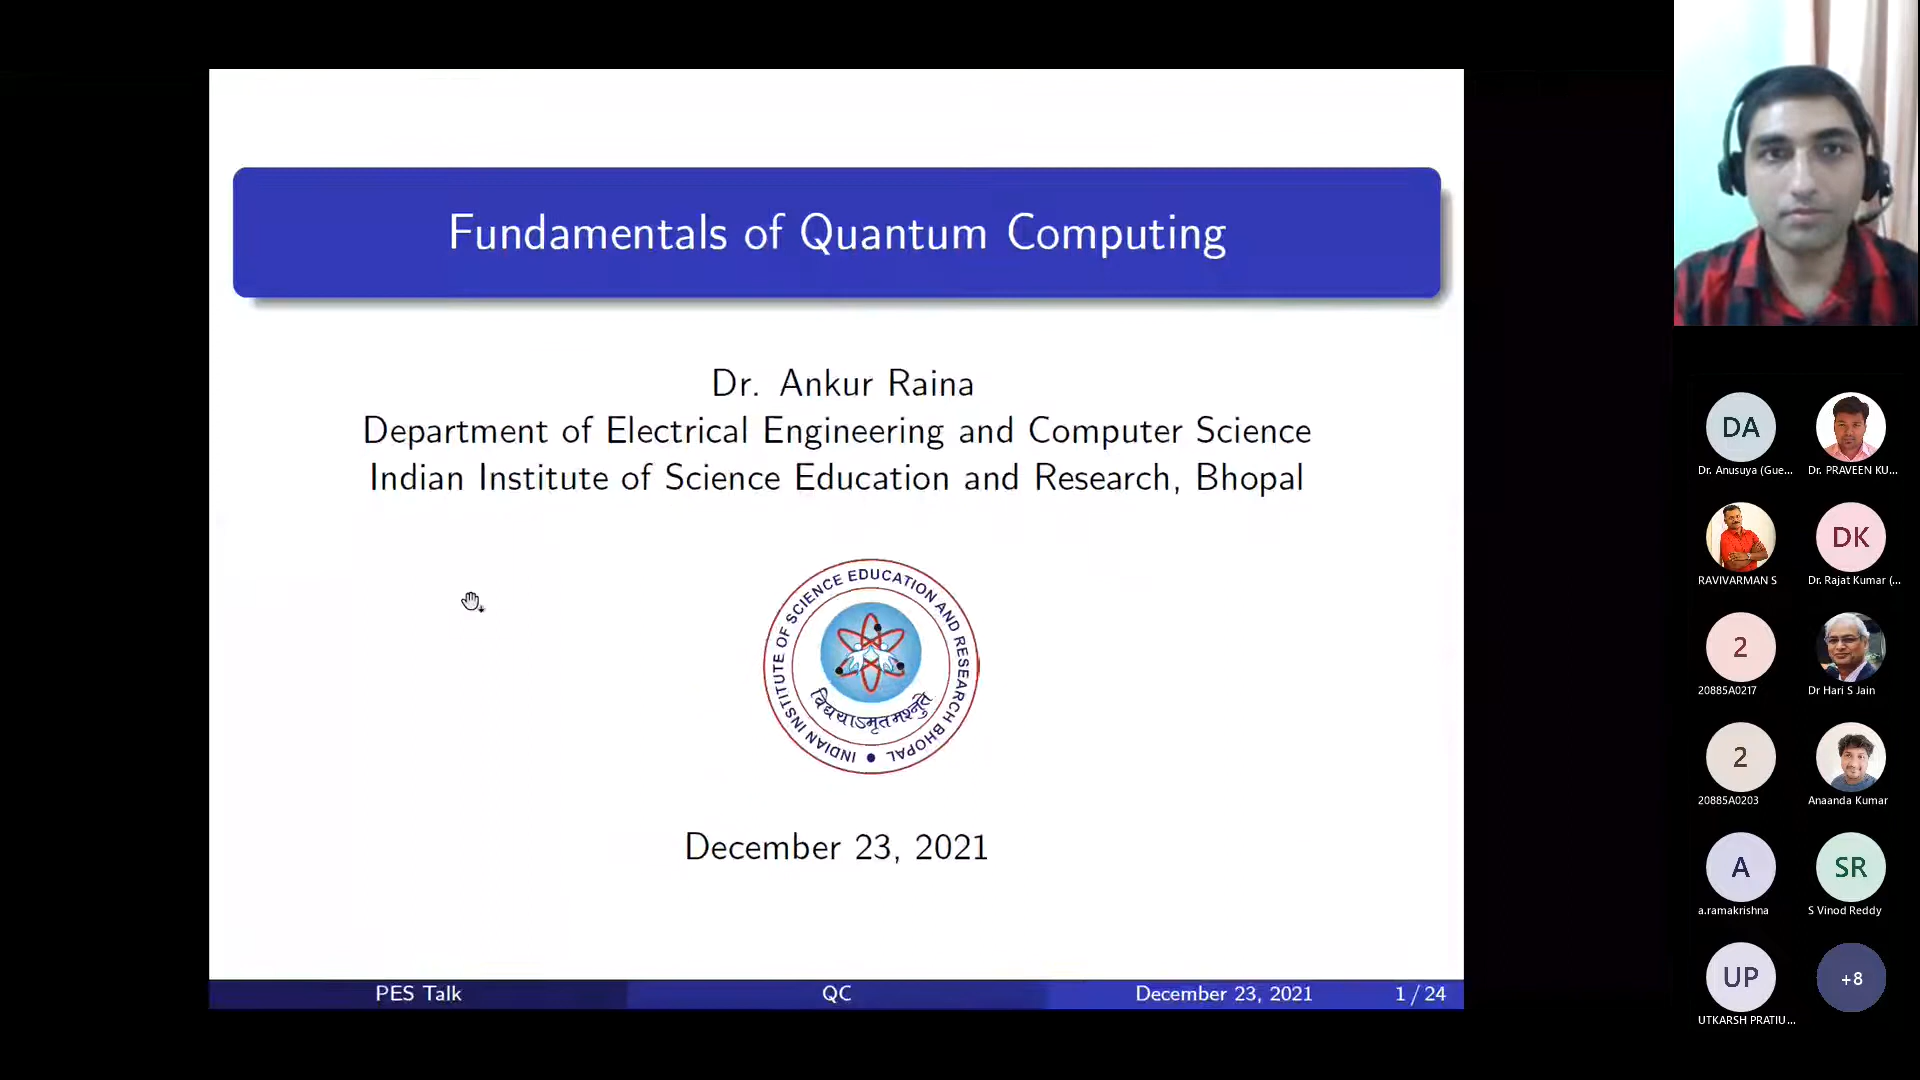 Fundamentals of Quantum Computing
Dr. Ankur Raina
Department of Electrical Engineering and Computer Science
Indian Institute of Science Education and Research, Bhopal
INDIAN INSTITUTE OF SCIENCE EDUCATION AND RESEARCH BHOPAL
विद्ययाऽमृतमश्नुते
December 23, 2021
PES Talk
QC
December 23, 2021
1 / 24
DA
Dr. Anusuya (Gue...
Dr. PRAVEEN KU...
RAVIVARMAN S
DK
Dr. Rajat Kumar (...
2
20885A0217
Dr Hari S Jain
2
20885A0203
Anaanda Kumar
A
a.ramakrishna
SR
S Vinod Reddy
UP
UTKARSH PRATIU...
+8